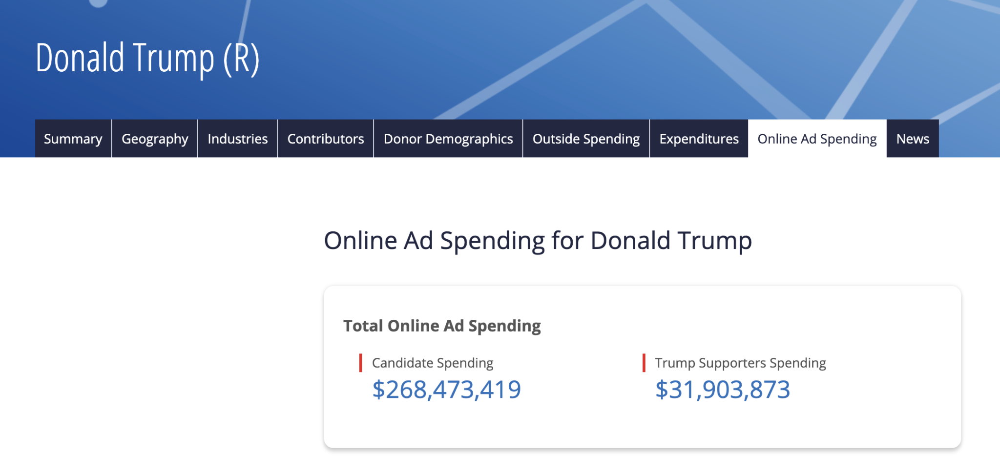 Donald Trump (R)
Summary Geography Industries Contributors Donor Demographics Outside Spending Expenditures Online Ad Spending News
Online Ad Spending for Donald Trump
Total Online Ad Spending
Candidate Spending Trump Supporters Spending
$268,473,419 $31,903,873